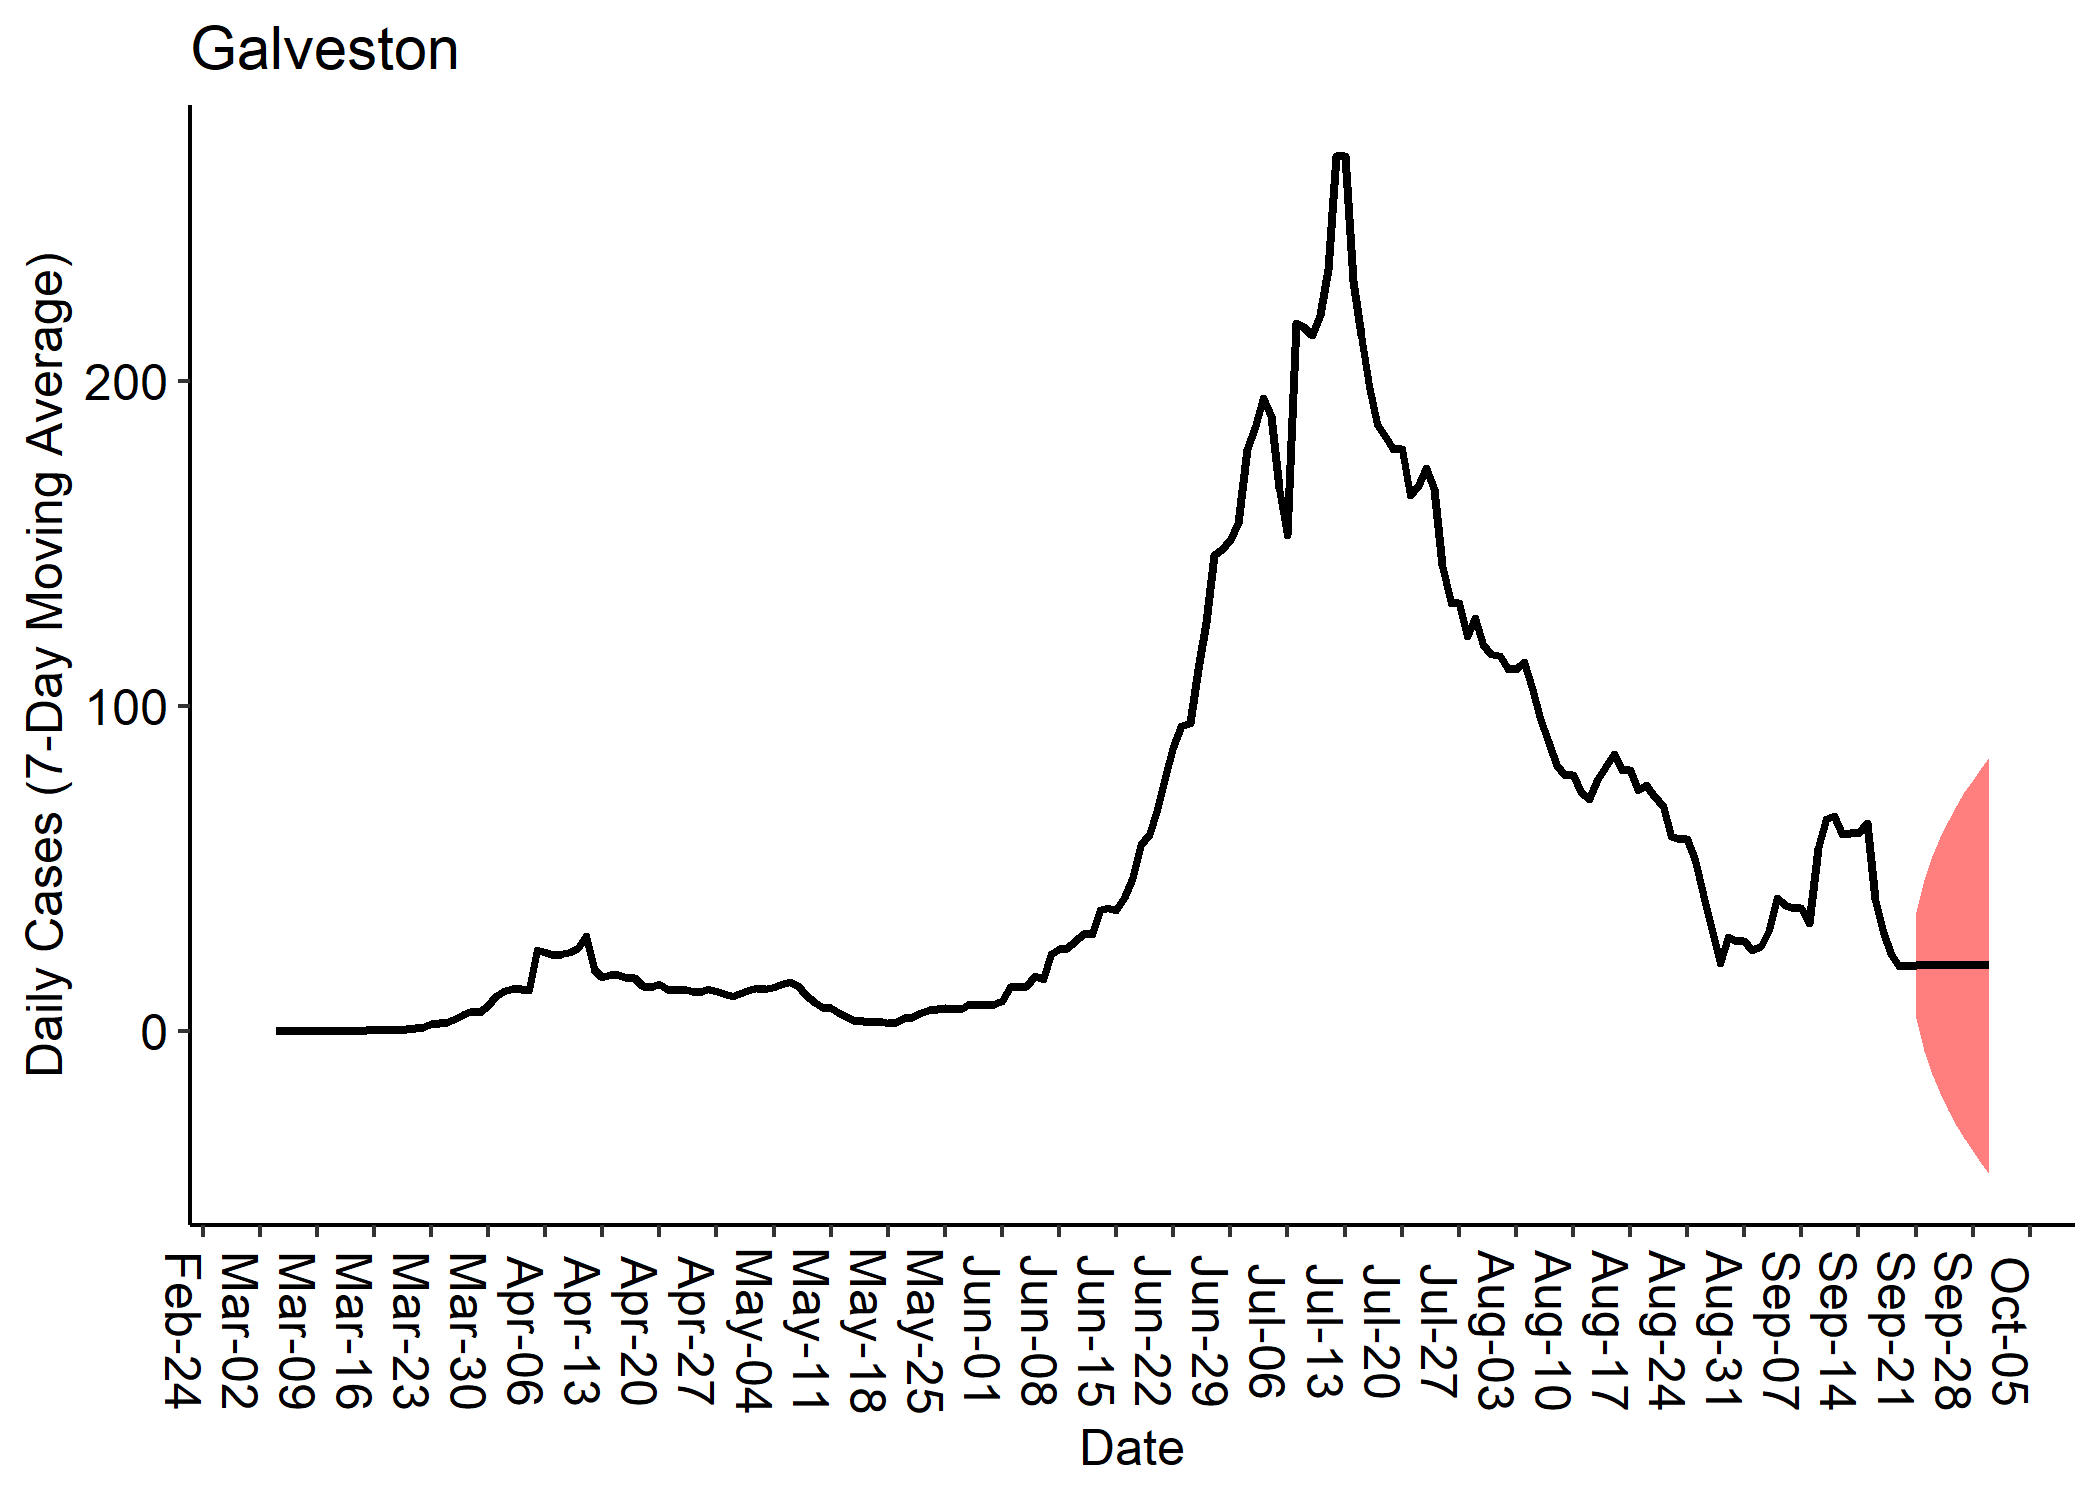 Galveston
Daily Cases (7-Day Moving Average)
200
100
0
Feb-24
Mar-02
Mar-09
Mar-16
Mar-23
Mar-30
Apr-06
Apr-13
Apr-20
Apr-27
May-04
May-11
May-18
May-25
Jun-01
Jun-08
Jun-15
Jun-22
Jun-29
Jul-06
Jul-13
Jul-20
Jul-27
Aug-03
Aug-10
Aug-17
Aug-24
Aug-31
Sep-07
Sep-14
Sep-21
Sep-28
Oct-05
Date